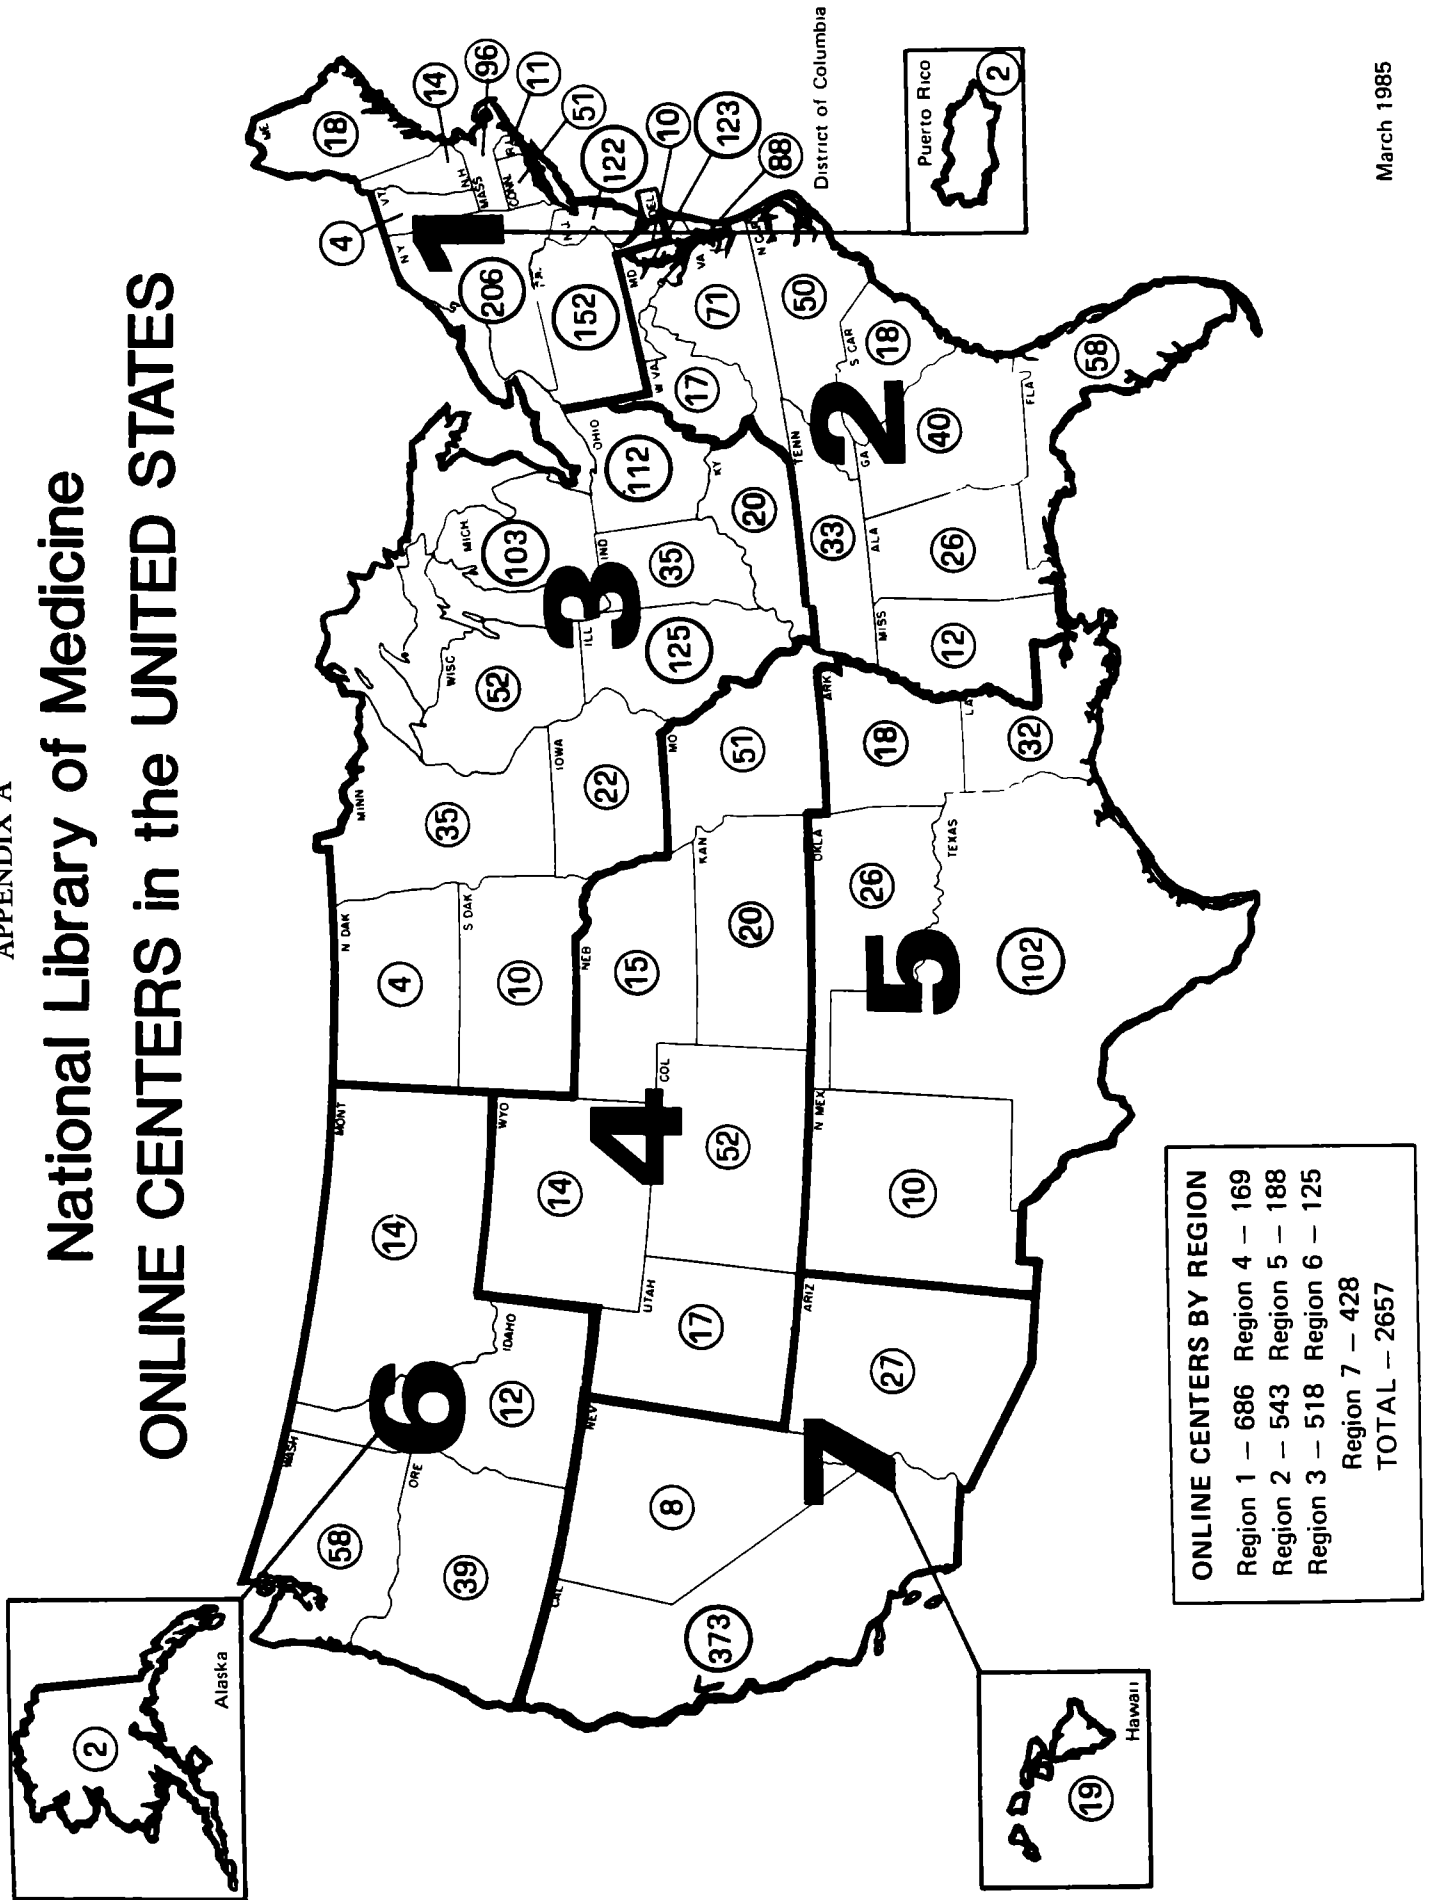 APPENDIX A
National Library of Medicine
ONLINE CENTERS in the UNITED STATES
Alaska
2
WASH
58
ORE
39
6
MONT
14
IDAHO
12
CAL
373
NEV
8
7
ARIZ
27
Hawaii
19
WYO
14
UTAH
17
4
COL
52
NEB
15
KAN
20
MO
51
N MEX
10
5
OKLA
26
TEXAS
102
ARK
18
LA
32
N DAK
4
S DAK
10
MINN
35
IOWA
22
WISC
52
MICH
103
3
ILL
125
IND
35
OHIO
112
KY
20
TENN
33
MISS
12
ALA
26
GA
40
2
FLA
58
S CAR
18
N CAR
50
VA
71
W VA
17
MD
123
DEL
10
88
District of Columbia
PA
152
N J
122
NY
206
1
VT
4
ME
18
N H
14
MASS
96
R I
11
CONN
51
Puerto Rico
2
ONLINE CENTERS BY REGION
Region 1 – 686 Region 4 – 169
Region 2 – 543 Region 5 – 188
Region 3 – 518 Region 6 – 125
Region 7 – 428
TOTAL – 2657
March 1985